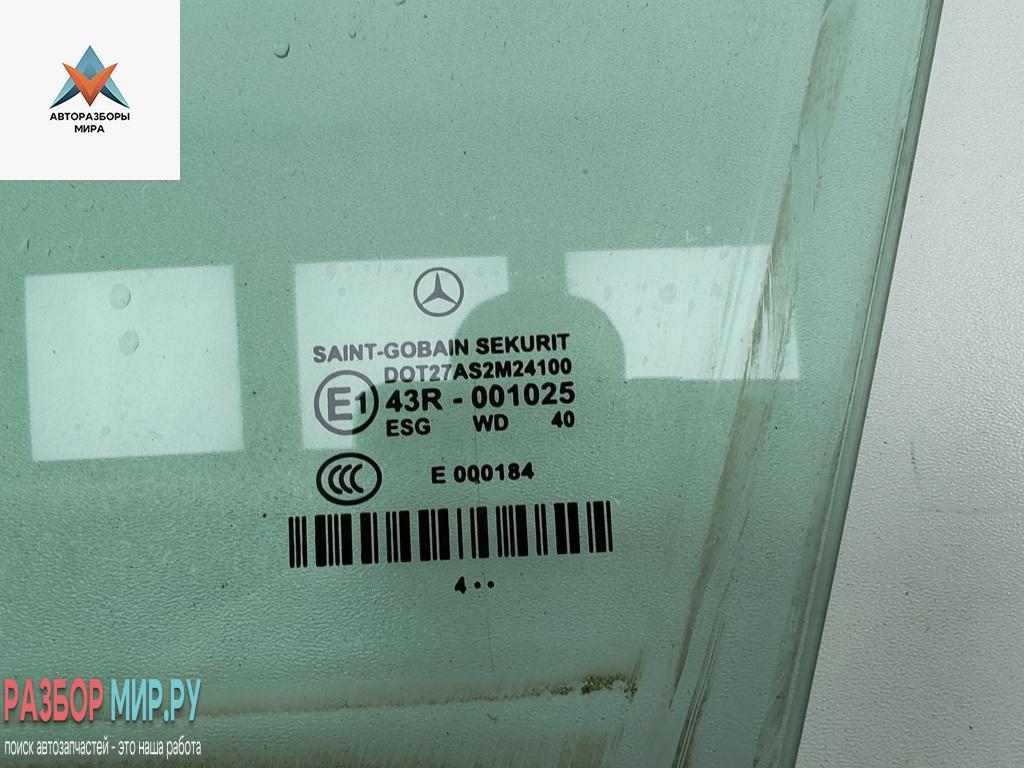 АВТОРАЗБОРЫ
МИРА
SAINT-GOBAIN SEKURIT
DOT27AS2M24100
E1 43R - 001025
ESG WD 40
CCC E 000184
4 • •
РАЗБОР МИР.РУ
поиск автозапчастей - это наша работа